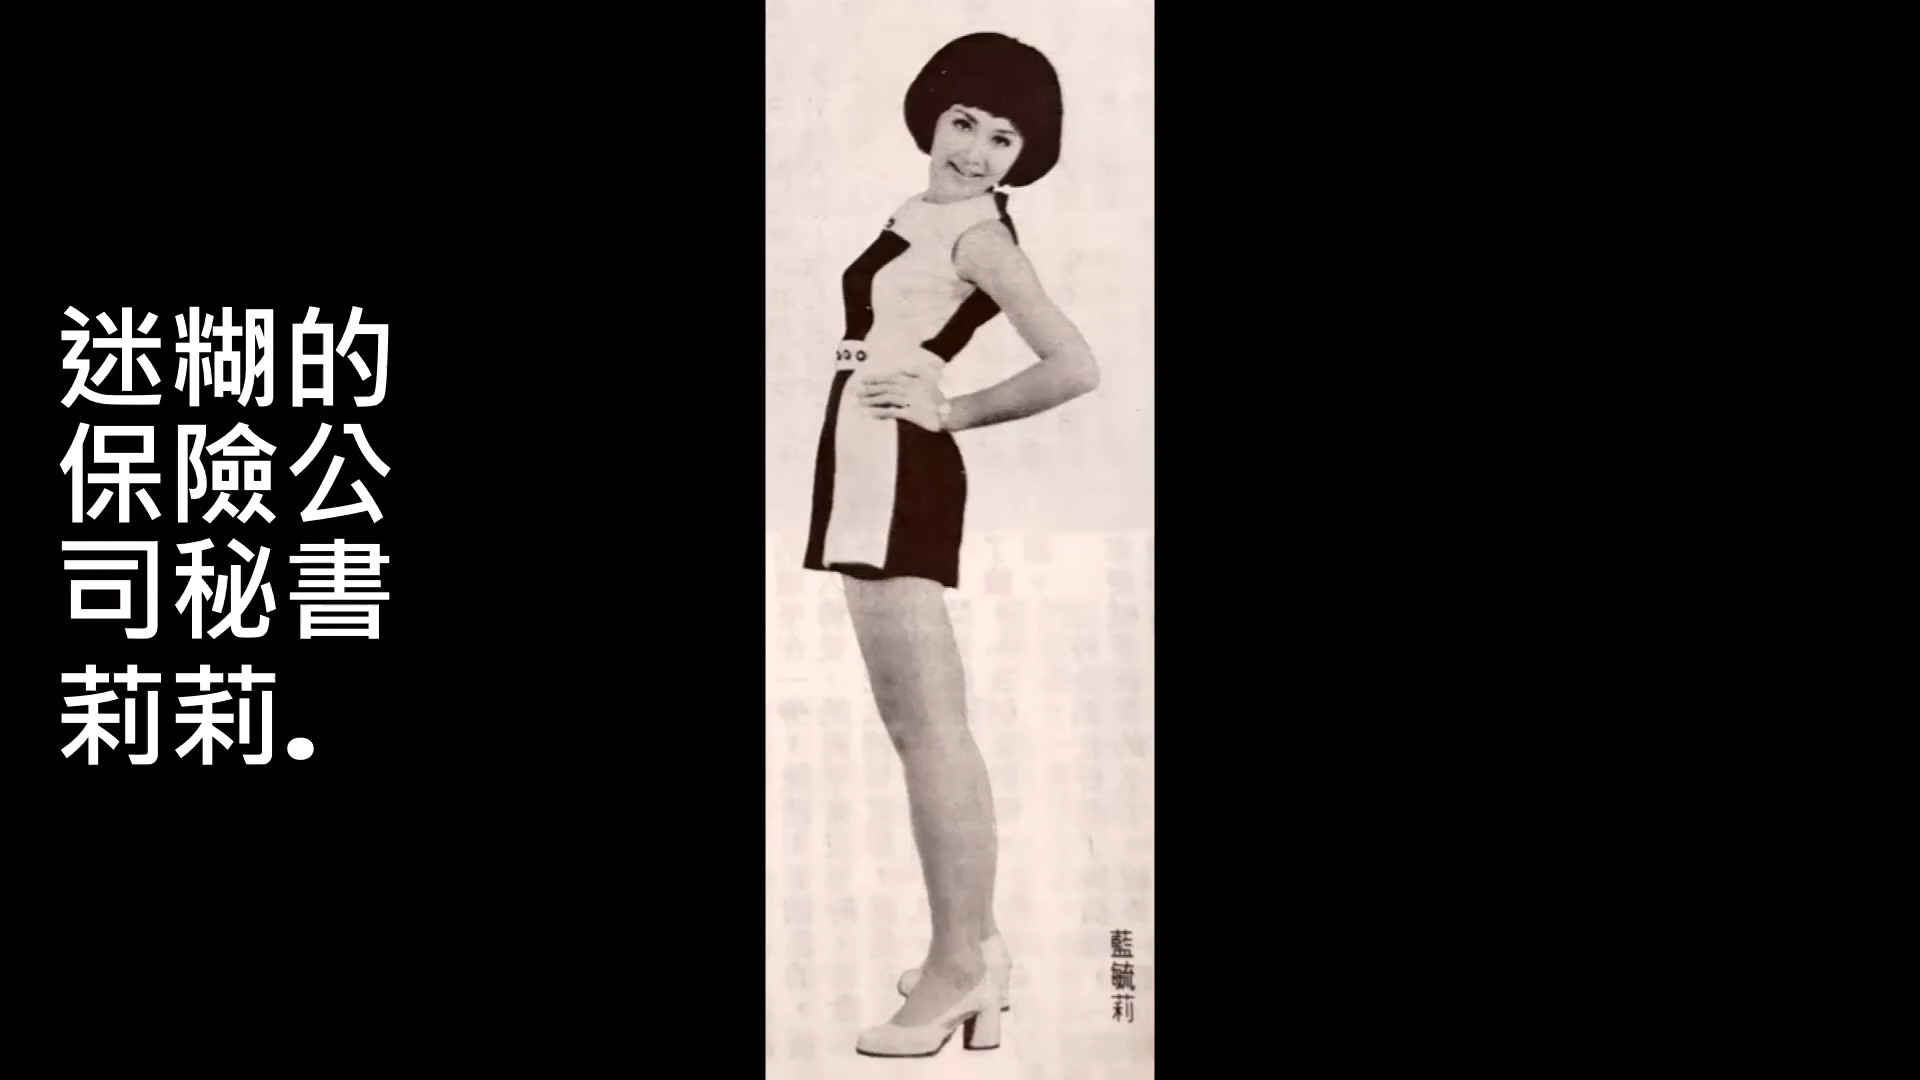 迷糊的
保險公
司秘書
莉莉.
藍毓莉